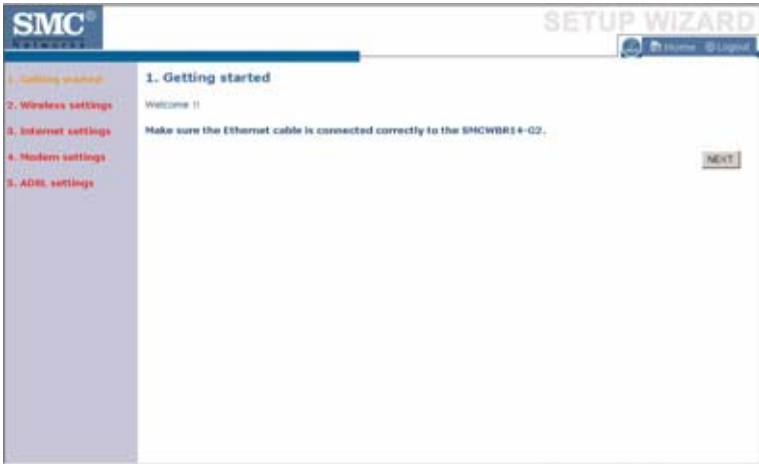 SMC®
Networks
SETUP WIZARD
Home Logout
1. Getting started
2. Wireless settings
3. Internet settings
4. Modem settings
5. ADSL settings
1. Getting started
Welcome !!
Make sure the Ethernet cable is connected correctly to the SMCWBR14-G2.
NEXT